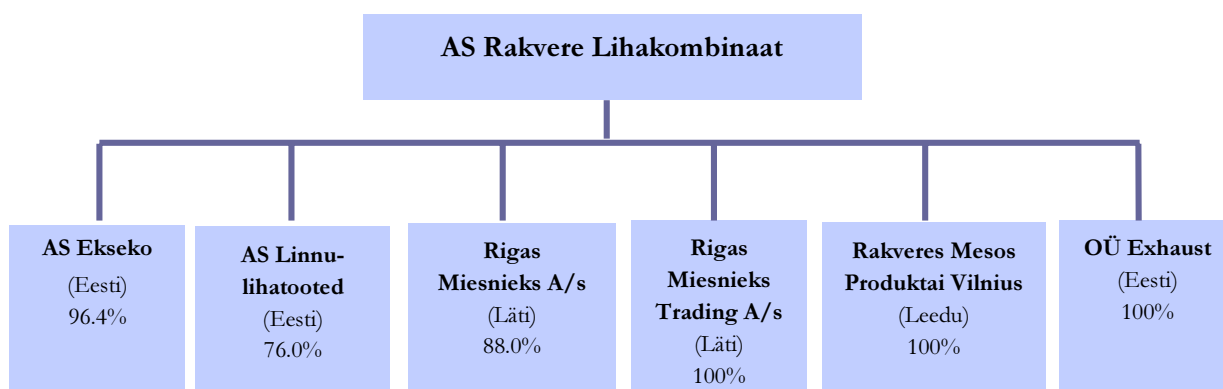 AS Rakvere Lihakombinaat
AS Ekseko
(Eesti)
96.4%
AS Linnu-
lihatooted
(Eesti)
76.0%
Rigas
Miesnieks A/s
(Läti)
88.0%
Rigas
Miesnieks
Trading A/s
(Läti)
100%
Rakveres Mesos
Produktai Vilnius
(Leedu)
100%
OÜ Exhaust
(Eesti)
100%